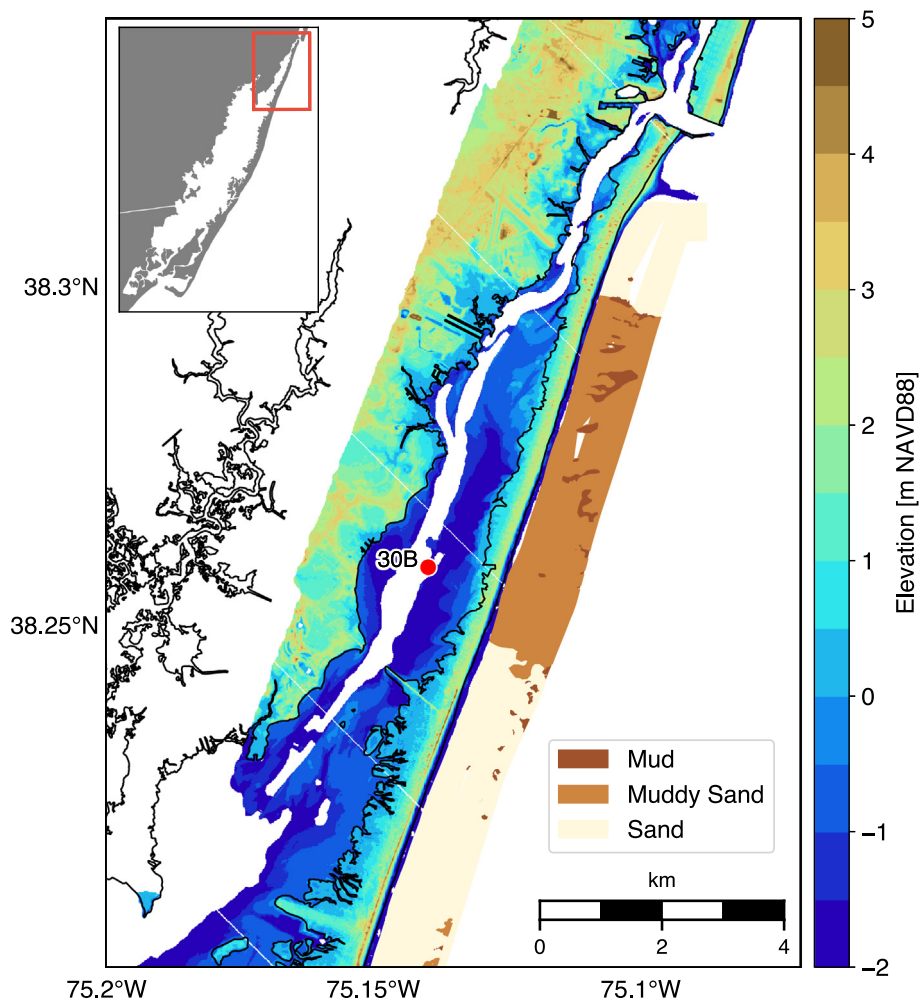 38.3°N
38.25°N
75.2°W
75.15°W
75.1°W
30B
Mud
Muddy Sand
Sand
km
0
2
4
5
4
3
2
1
0
−1
−2
Elevation [m NAVD88]